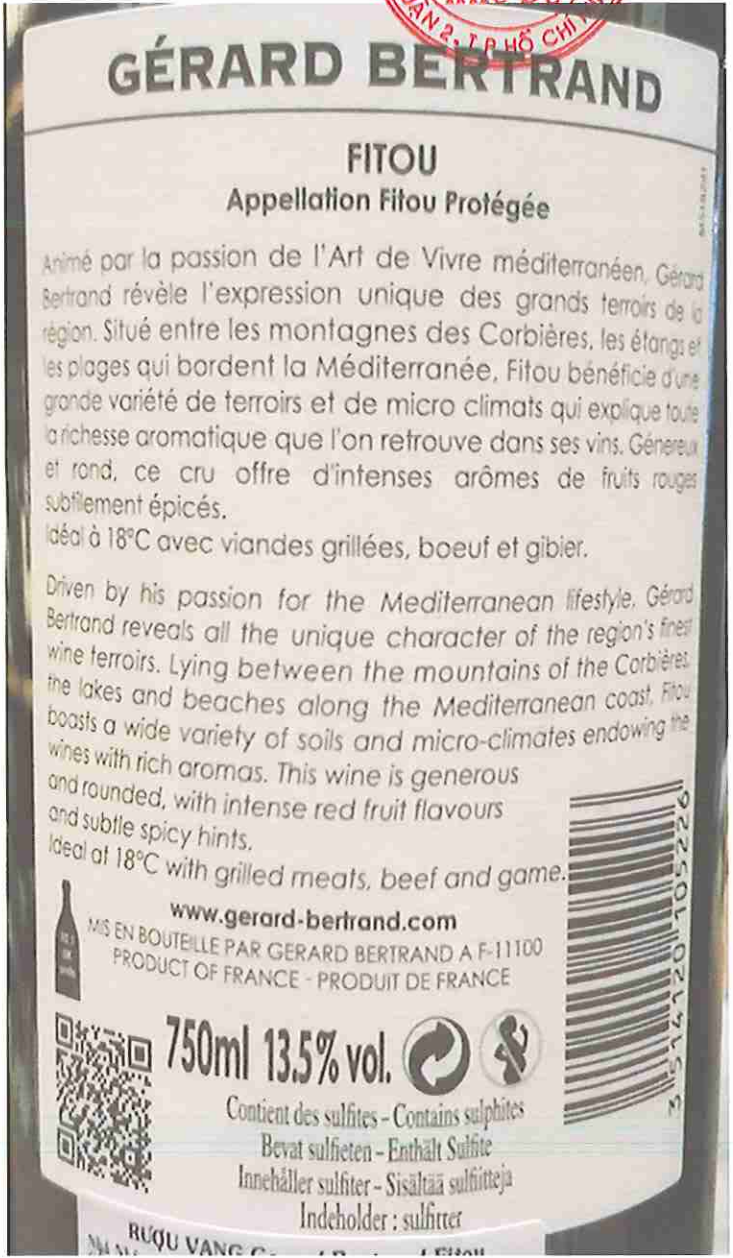 ẬN 2, T.P HỒ CHÍ
GÉRARD BERTRAND
FITOU
Appellation Fitou Protégée
Animé par la passion de l'Art de Vivre méditerranéen, Gérard
Bertrand révèle l'expression unique des grands terroirs de la
région. Situé entre les montagnes des Corbières, les étangs et
les plages qui bordent la Méditerranée, Fitou bénéficie d'une
grande variété de terroirs et de micro climats qui explique toute
la richesse aromatique que l'on retrouve dans ses vins. Généreux
et rond, ce cru offre d'intenses arômes de fruits rouges
subtilement épicés.
Idéal à 18°C avec viandes grillées, boeuf et gibier.
Driven by his passion for the Mediterranean lifestyle, Gérard
Bertrand reveals all the unique character of the region's finest
wine terroirs. Lying between the mountains of the Corbières,
the lakes and beaches along the Mediterranean coast, Fitou
boasts a wide variety of soils and micro-climates endowing the
wines with rich aromas. This wine is generous
and rounded, with intense red fruit flavours
and subtle spicy hints.
Ideal at 18°C with grilled meats, beef and game.
www.gerard-bertrand.com
MIS EN BOUTEILLE PAR GERARD BERTRAND A F-11100
PRODUCT OF FRANCE - PRODUIT DE FRANCE
3 514120 105226
750ml 13.5% vol.
Contient des sulfites - Contains sulphites
Bevat sulfieten - Enthält Sulfite
Innehåller sulfiter - Sisältää sulfiitteja
Indeholder : sulfitter
RƯỢU VANG